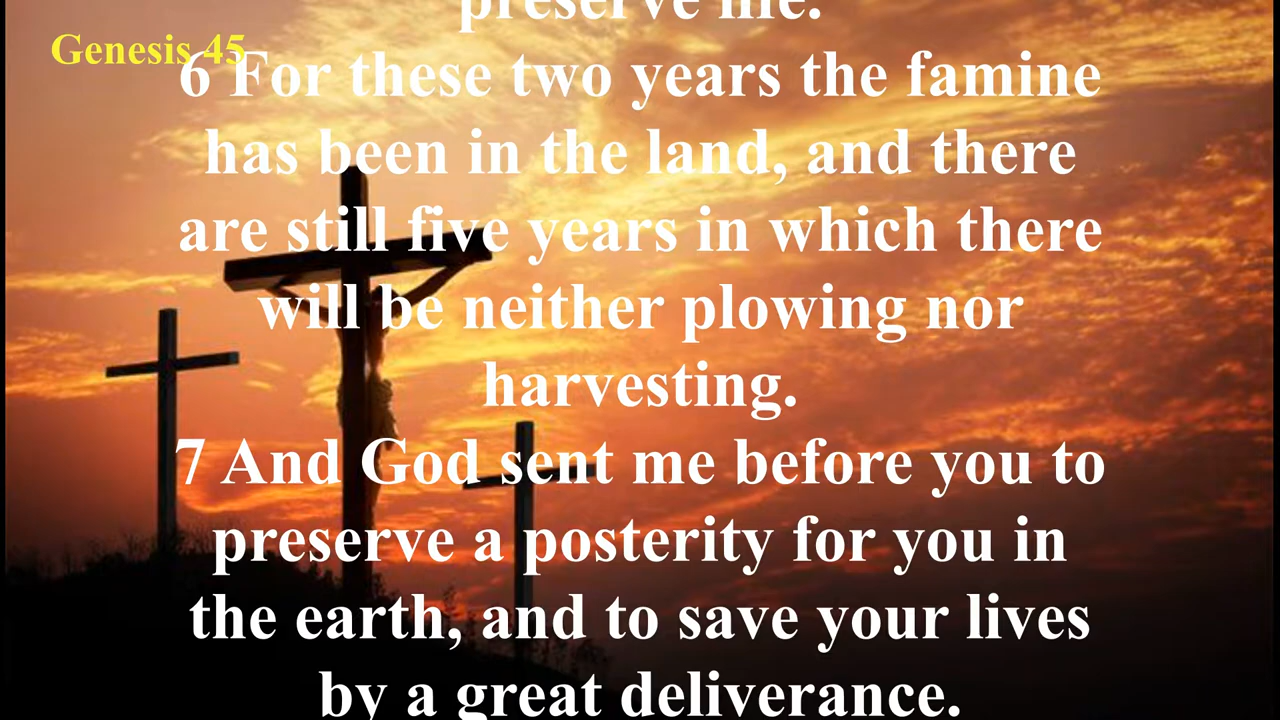 preserve life.
Genesis 45
6 For these two years the famine
has been in the land, and there
are still five years in which there
will be neither plowing nor
harvesting.
7 And God sent me before you to
preserve a posterity for you in
the earth, and to save your lives
by a great deliverance.